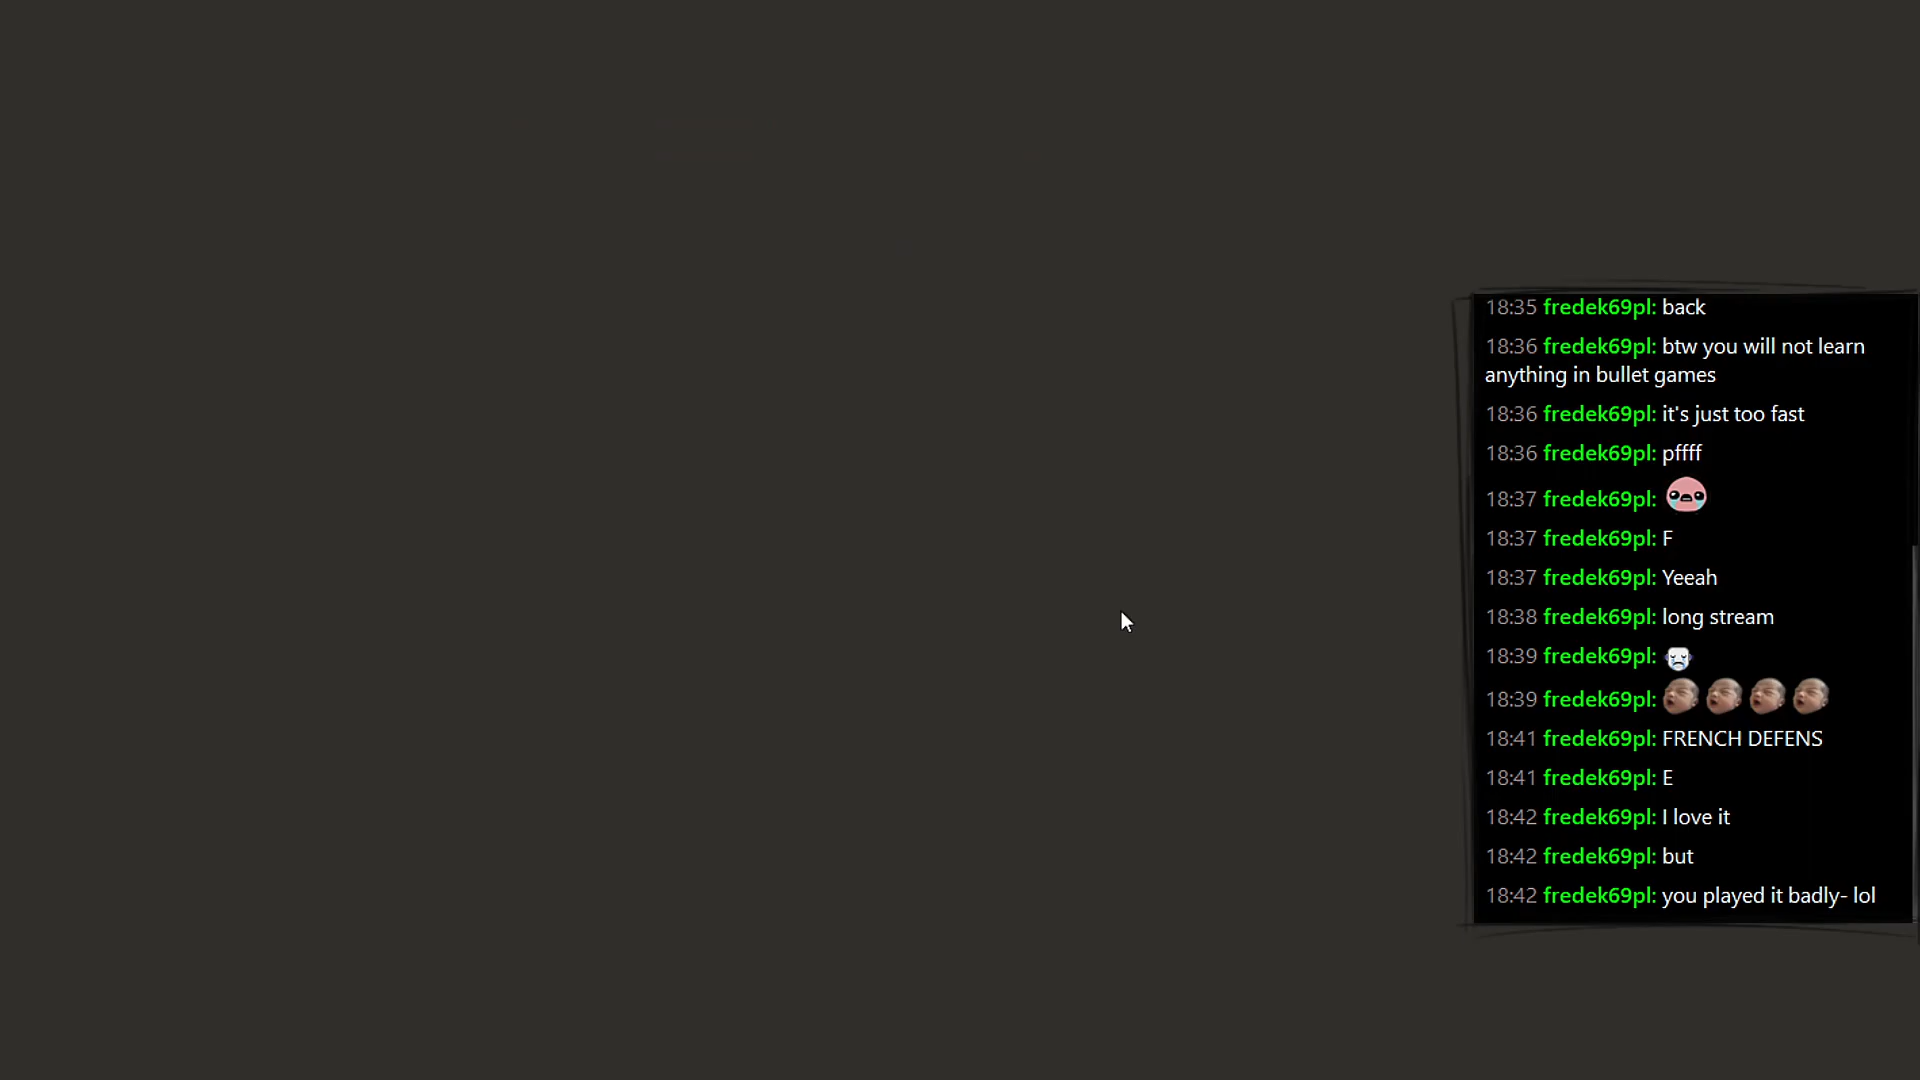 18:35 fredek69pl: back
18:36 fredek69pl: btw you will not learn
anything in bullet games
18:36 fredek69pl: it's just too fast
18:36 fredek69pl: pffff
18:37 fredek69pl:
18:37 fredek69pl: F
18:37 fredek69pl: Yeeah
18:38 fredek69pl: long stream
18:39 fredek69pl:
18:39 fredek69pl:
18:41 fredek69pl: FRENCH DEFENS
18:41 fredek69pl: E
18:42 fredek69pl: I love it
18:42 fredek69pl: but
18:42 fredek69pl: you played it badly- lol